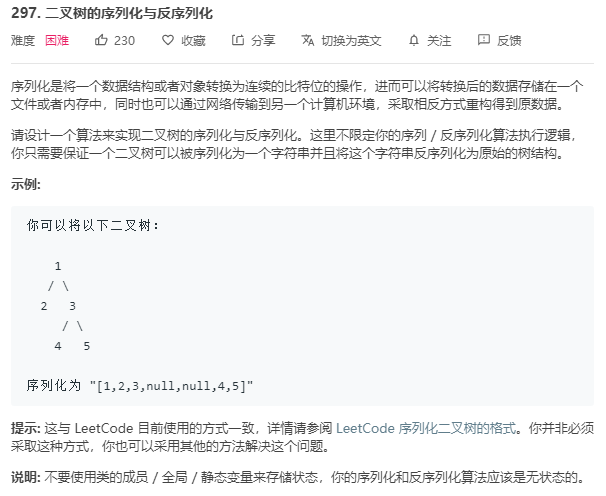 297. 二叉树的序列化与反序列化
难度 困难 230 收藏 分享 切换为英文 关注 反馈
序列化是将一个数据结构或者对象转换为连续的比特位的操作，进而可以将转换后的数据存储在一个
文件或者内存中，同时也可以通过网络传输到另一个计算机环境，采取相反方式重构得到原数据。
请设计一个算法来实现二叉树的序列化与反序列化。这里不限定你的序列 / 反序列化算法执行逻辑，
你只需要保证一个二叉树可以被序列化为一个字符串并且将这个字符串反序列化为原始的树结构。
示例:
你可以将以下二叉树：
1
/ \
2 3
/ \
4 5
序列化为 "[1,2,3,null,null,4,5]"
提示: 这与 LeetCode 目前使用的方式一致，详情请参阅 LeetCode 序列化二叉树的格式。你并非必须
采取这种方式，你也可以采用其他的方法解决这个问题。
说明: 不要使用类的成员 / 全局 / 静态变量来存储状态，你的序列化和反序列化算法应该是无状态的。